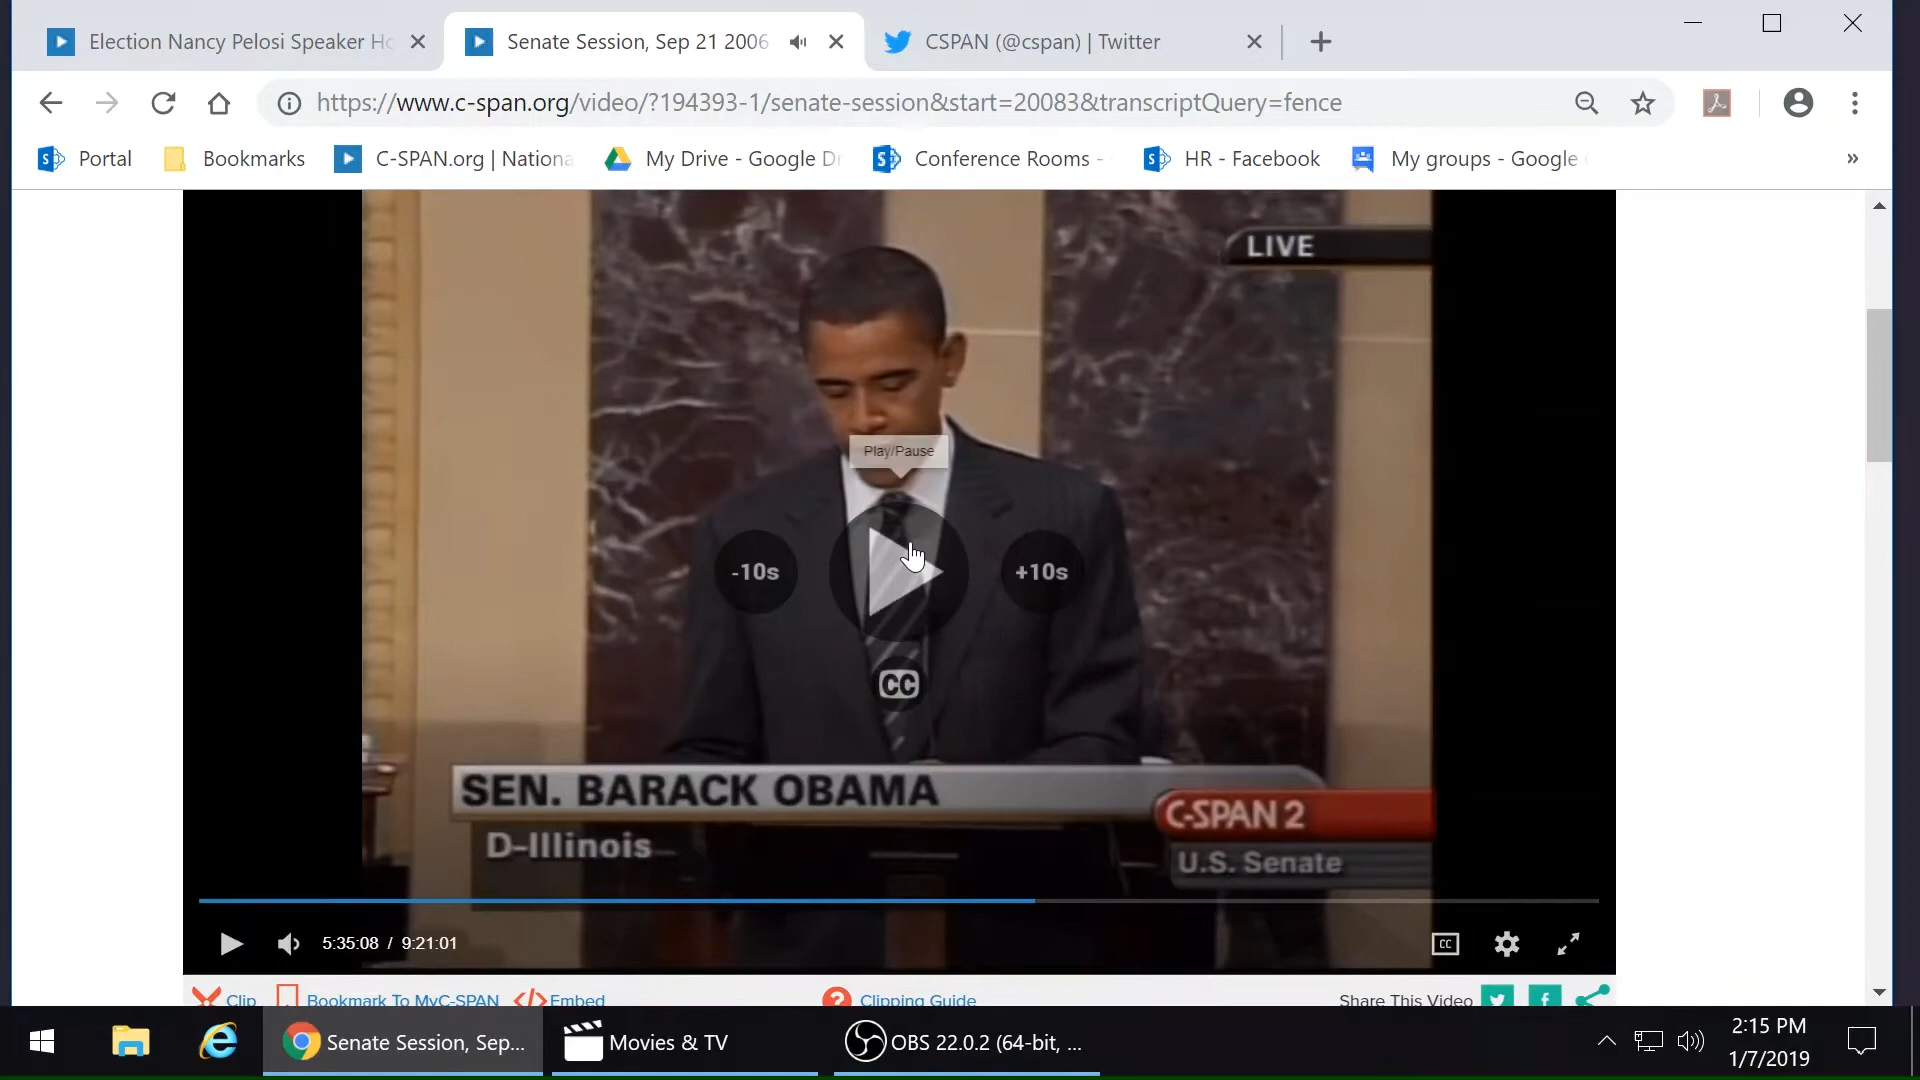 Election Nancy Pelosi Speaker Ho
Senate Session, Sep 21 2006
CSPAN (@cspan) | Twitter
https://www.c-span.org/video/?194393-1/senate-session&start=20083&transcriptQuery=fence
Portal
Bookmarks
C-SPAN.org | Nationa
My Drive - Google Dr
Conference Rooms -
HR - Facebook
My groups - Google
»
LIVE
Play/Pause
-10s
+10s
CC
SEN. BARACK OBAMA
D-Illinois
C-SPAN 2
U.S. Senate
5:35:08 / 9:21:01
CC
Clip
Bookmark To MyC-SPAN
Embed
Clipping Guide
Share This Video
Senate Session, Sep...
Movies & TV
OBS 22.0.2 (64-bit, ...
2:15 PM
1/7/2019